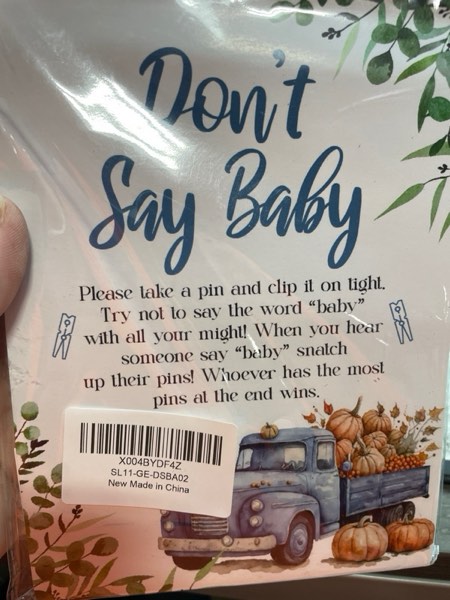 Don't
Say Baby
Please take a pin and clip it on tight.
Try not to say the word "baby"
with all your might! When you hear
someone say "baby" snatch
up their pins! Whoever has the most
pins at the end wins.
X004BYDF4Z
SL11-GE-DSBA02
New Made in China